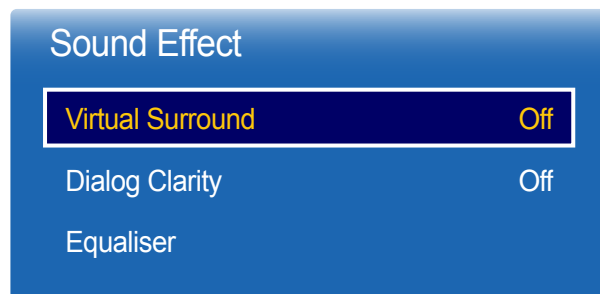 Sound Effect
Virtual Surround Off
Dialog Clarity Off
Equaliser